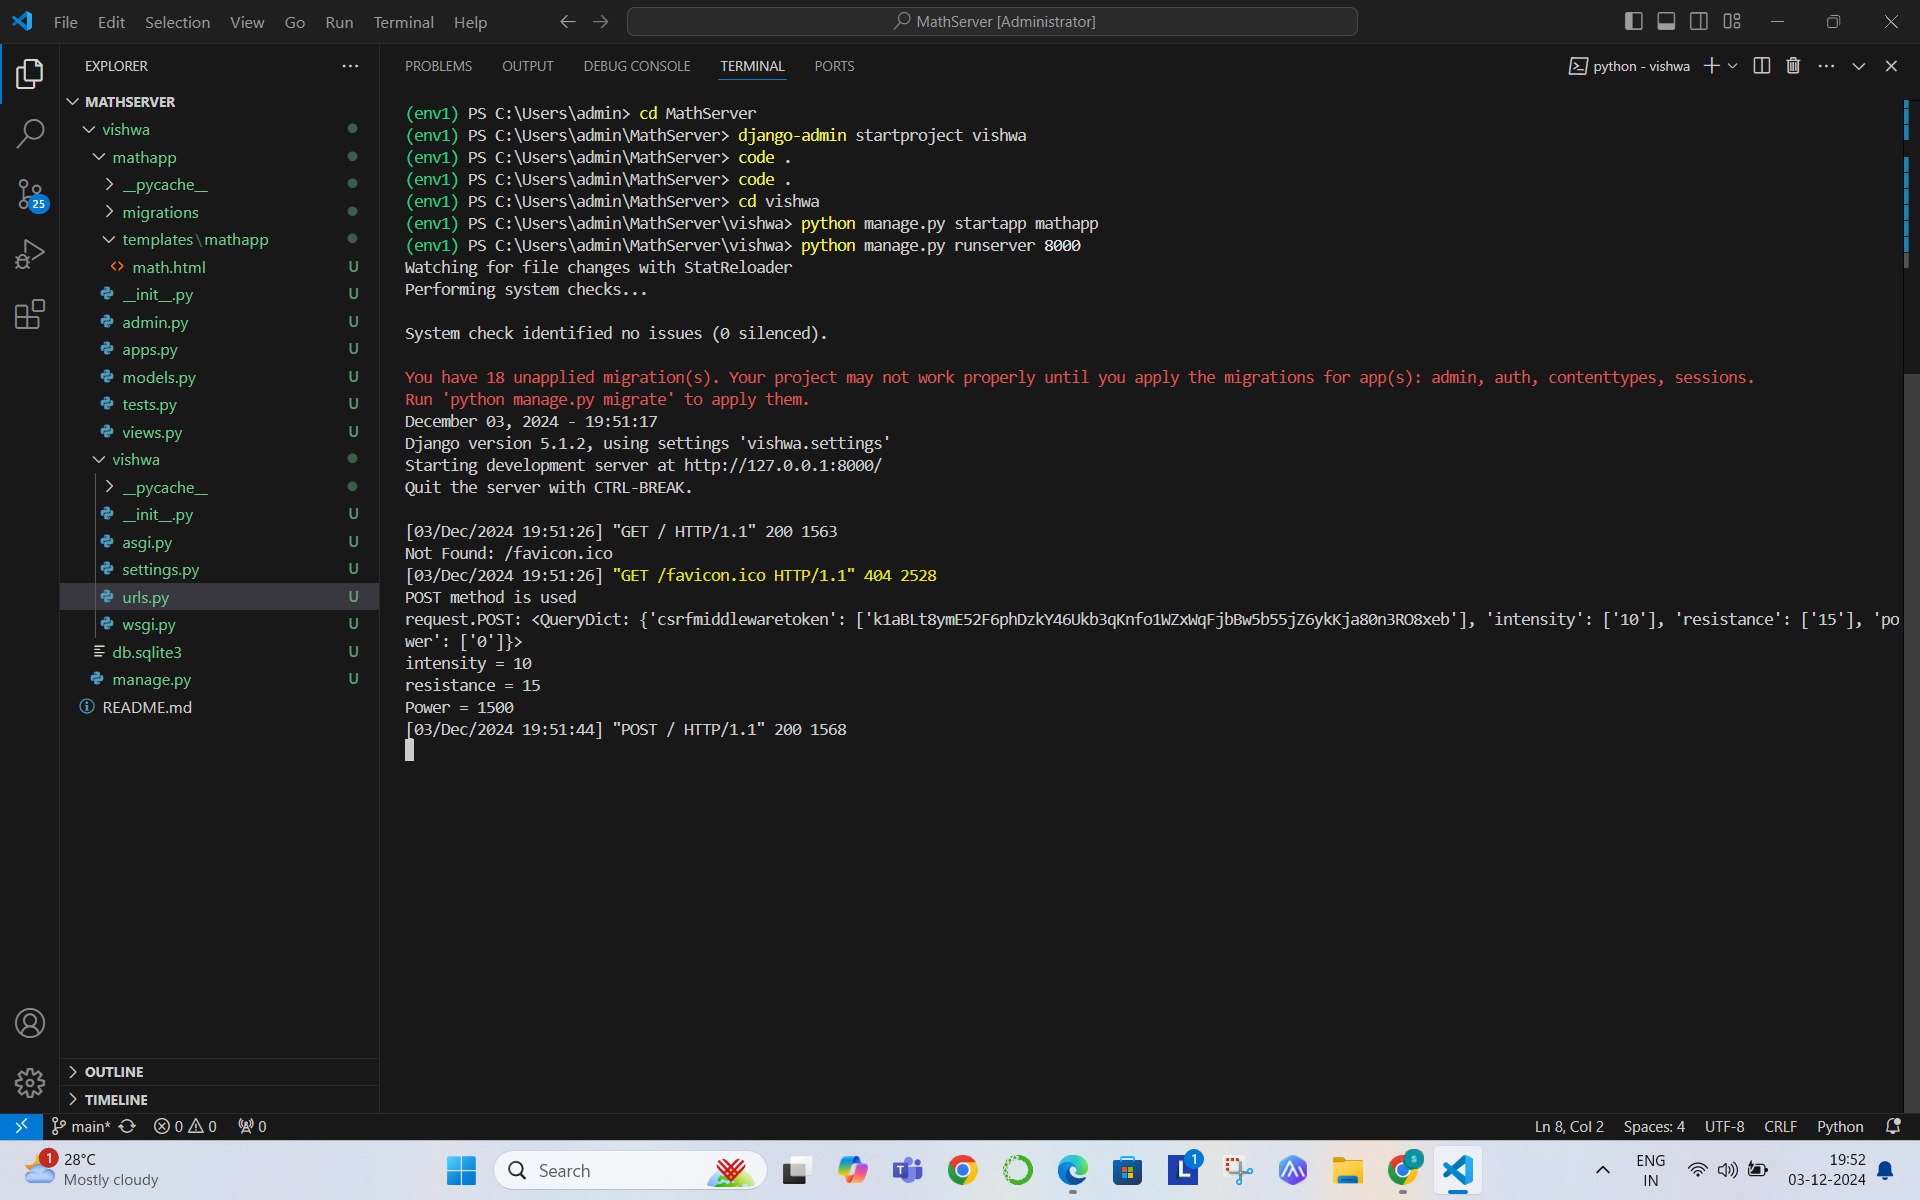 File Edit Selection View Go Run Terminal Help
MathServer [Administrator]
EXPLORER
MATHSERVER
vishwa
mathapp
__pycache__
migrations
templates\mathapp
math.html U
__init__.py U
admin.py U
apps.py U
models.py U
tests.py U
views.py U
vishwa
__pycache__
__init__.py U
asgi.py U
settings.py U
urls.py U
wsgi.py U
db.sqlite3 U
manage.py U
README.md
OUTLINE
TIMELINE
25
PROBLEMS OUTPUT DEBUG CONSOLE TERMINAL PORTS
python - vishwa
(env1) PS C:\Users\admin> cd MathServer
(env1) PS C:\Users\admin\MathServer> django-admin startproject vishwa
(env1) PS C:\Users\admin\MathServer> code .
(env1) PS C:\Users\admin\MathServer> code .
(env1) PS C:\Users\admin\MathServer> cd vishwa
(env1) PS C:\Users\admin\MathServer\vishwa> python manage.py startapp mathapp
(env1) PS C:\Users\admin\MathServer\vishwa> python manage.py runserver 8000
Watching for file changes with StatReloader
Performing system checks...
System check identified no issues (0 silenced).
You have 18 unapplied migration(s). Your project may not work properly until you apply the migrations for app(s): admin, auth, contenttypes, sessions.
Run 'python manage.py migrate' to apply them.
December 03, 2024 - 19:51:17
Django version 5.1.2, using settings 'vishwa.settings'
Starting development server at http://127.0.0.1:8000/
Quit the server with CTRL-BREAK.
[03/Dec/2024 19:51:26] "GET / HTTP/1.1" 200 1563
Not Found: /favicon.ico
[03/Dec/2024 19:51:26] "GET /favicon.ico HTTP/1.1" 404 2528
POST method is used
request.POST: <QueryDict: {'csrfmiddlewaretoken': ['k1aBLt8ymE52F6phDzkY46Ukb3qKnfo1WZxWqFjbBw5b55jZ6ykKja80n3RO8xeb'], 'intensity': ['10'], 'resistance': ['15'], 'po
wer': ['0']}>
intensity = 10
resistance = 15
Power = 1500
[03/Dec/2024 19:51:44] "POST / HTTP/1.1" 200 1568
main* 0 0 0
Ln 8, Col 2 Spaces: 4 UTF-8 CRLF Python
1
28°C
Mostly cloudy
Search
1
s
ENG
IN
19:52
03-12-2024